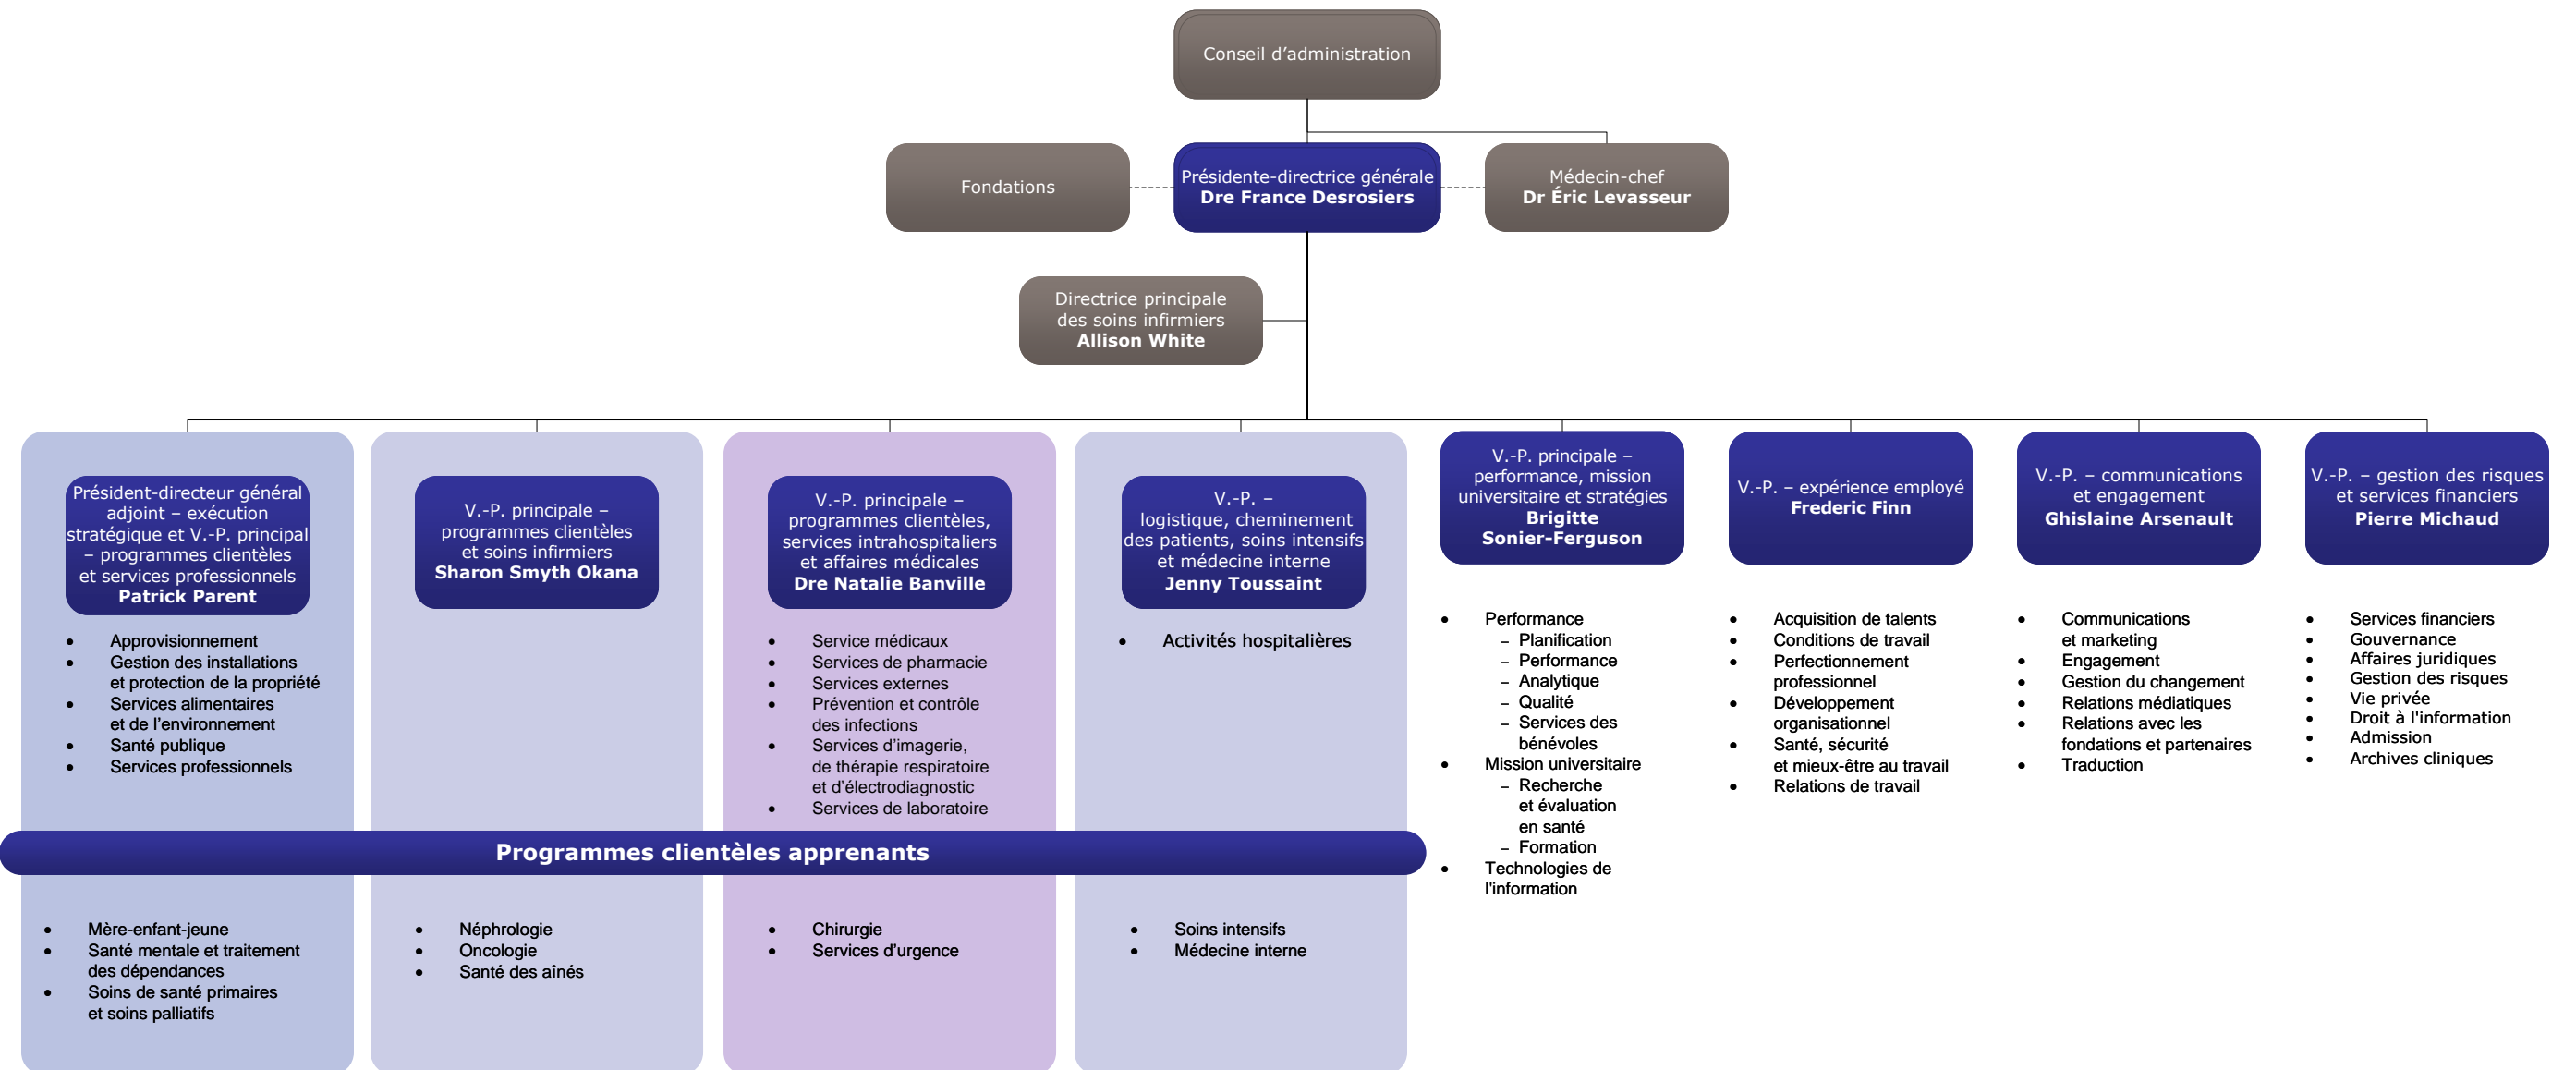 Conseil d’administration
Fondations
Présidente-directrice générale
Dre France Desrosiers
Médecin-chef
Dr Éric Levasseur
Directrice principale
des soins infirmiers
Allison White
Président-directeur général
adjoint – exécution
stratégique et V.-P. principal
– programmes clientèles
et services professionnels
Patrick Parent
• Approvisionnement
• Gestion des installations
et protection de la propriété
• Services alimentaires
et de l’environnement
• Santé publique
• Services professionnels
V.-P. principale –
programmes clientèles
et soins infirmiers
Sharon Smyth Okana
V.-P. principale –
programmes clientèles,
services intrahospitaliers
et affaires médicales
Dre Natalie Banville
• Service médicaux
• Services de pharmacie
• Services externes
• Prévention et contrôle
des infections
• Services d’imagerie,
de thérapie respiratoire
et d’électrodiagnostic
• Services de laboratoire
V.-P. –
logistique, cheminement
des patients, soins intensifs
et médecine interne
Jenny Toussaint
• Activités hospitalières
V.-P. principale –
performance, mission
universitaire et stratégies
Brigitte
Sonier-Ferguson
• Performance
– Planification
– Performance
– Analytique
– Qualité
– Services des
bénévoles
• Mission universitaire
– Recherche
et évaluation
en santé
– Formation
• Technologies de
l’information
V.-P. – expérience employé
Frederic Finn
• Acquisition de talents
• Conditions de travail
• Perfectionnement
professionnel
• Développement
organisationnel
• Santé, sécurité
et mieux-être au travail
• Relations de travail
V.-P. – communications
et engagement
Ghislaine Arsenault
• Communications
et marketing
• Engagement
• Gestion du changement
• Relations médiatiques
• Relations avec les
fondations et partenaires
• Traduction
V.-P. – gestion des risques
et services financiers
Pierre Michaud
• Services financiers
• Gouvernance
• Affaires juridiques
• Gestion des risques
• Vie privée
• Droit à l'information
• Admission
• Archives cliniques
Programmes clientèles apprenants
• Mère-enfant-jeune
• Santé mentale et traitement
des dépendances
• Soins de santé primaires
et soins palliatifs
• Néphrologie
• Oncologie
• Santé des aînés
• Chirurgie
• Services d’urgence
• Soins intensifs
• Médecine interne